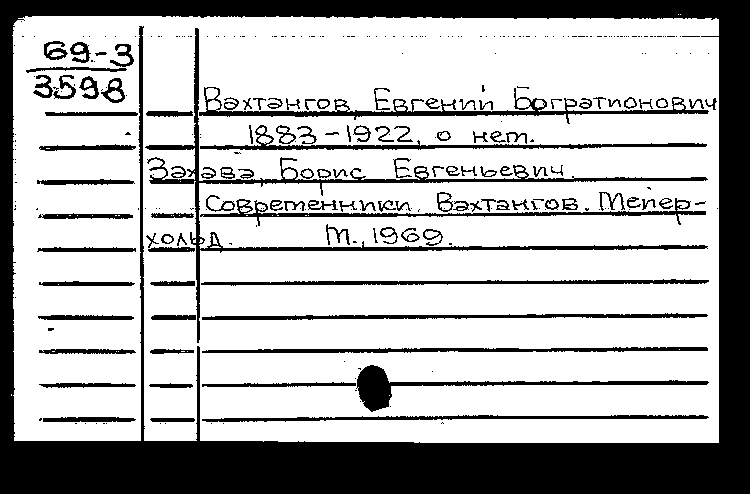 69-3
3598
Вахтангов, Евгений Багратионович
1883-1922, о нем.
Захава, Борис Евгеньевич.
Современники. Вахтангов. Мейер-
хольд. М., 1969.